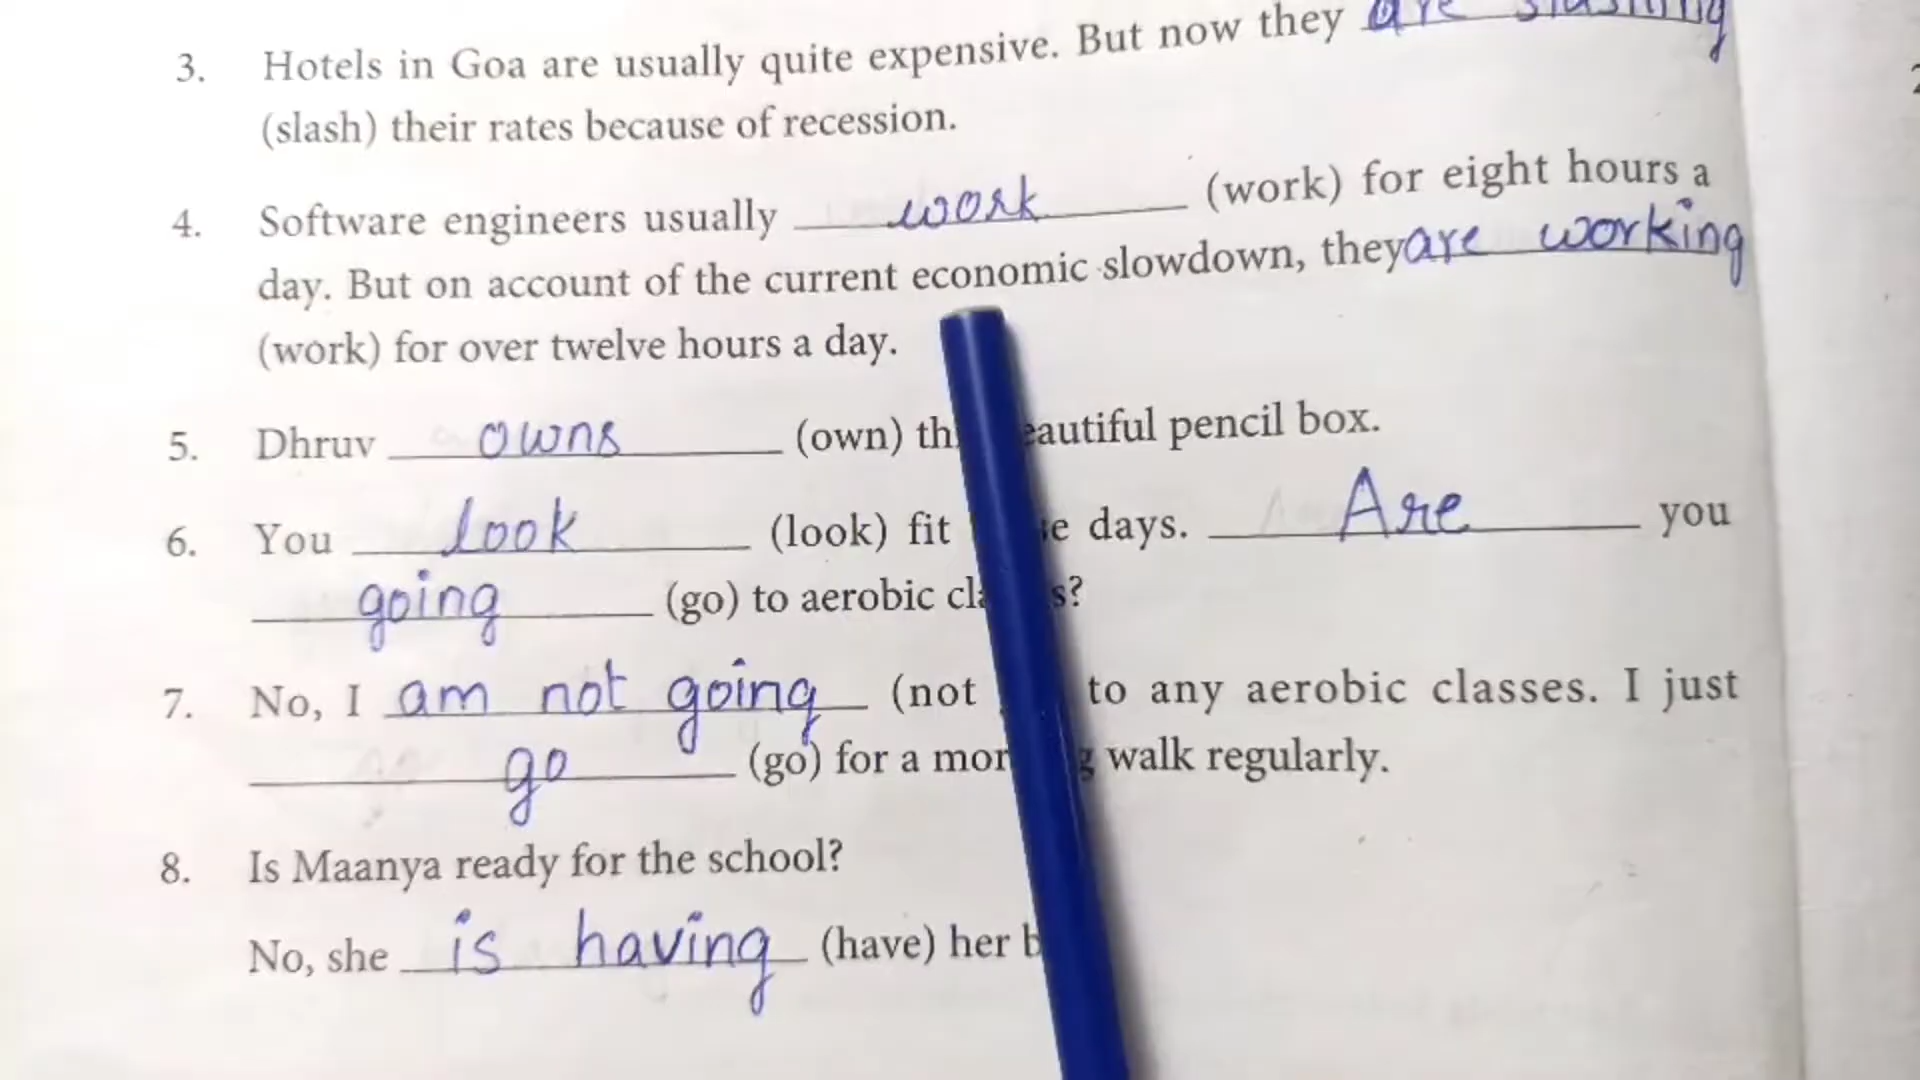 3. Hotels in Goa are usually quite expensive. But now they are slashing
(slash) their rates because of recession.
4. Software engineers usually work (work) for eight hours a
day. But on account of the current economic slowdown, they are working
(work) for over twelve hours a day.
5. Dhruv owns (own) pencil box.
6. You look (look) fit days. Are you
going (go) to aerobic
7. No, I am not going (not to any aerobic classes. I just
go (go) for a walk regularly.
8. Is Maanya ready for the school?
No, she is having (have) her